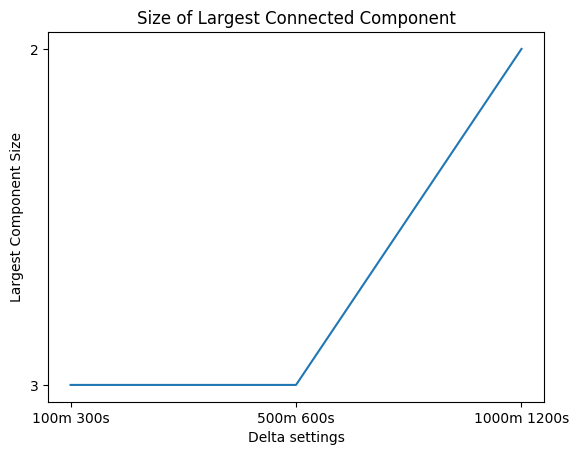 Size of Largest Connected Component
Largest Component Size
2
3
100m 300s
500m 600s
1000m 1200s
Delta settings